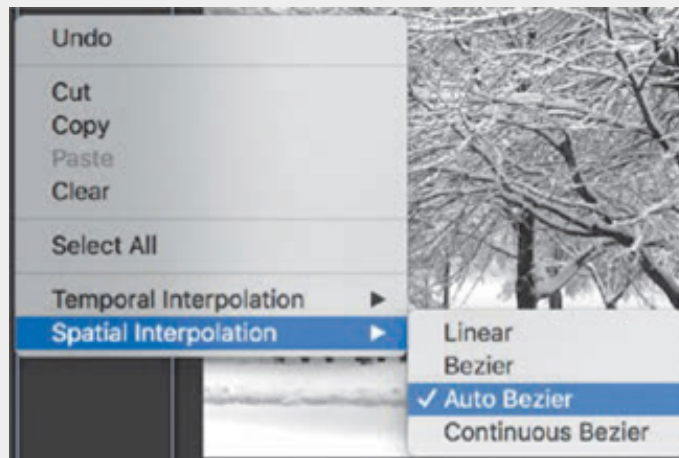 Undo
Cut
Copy
Paste
Clear
Select All
Temporal Interpolation
Spatial Interpolation
Linear
Bezier
✓ Auto Bezier
Continuous Bezier